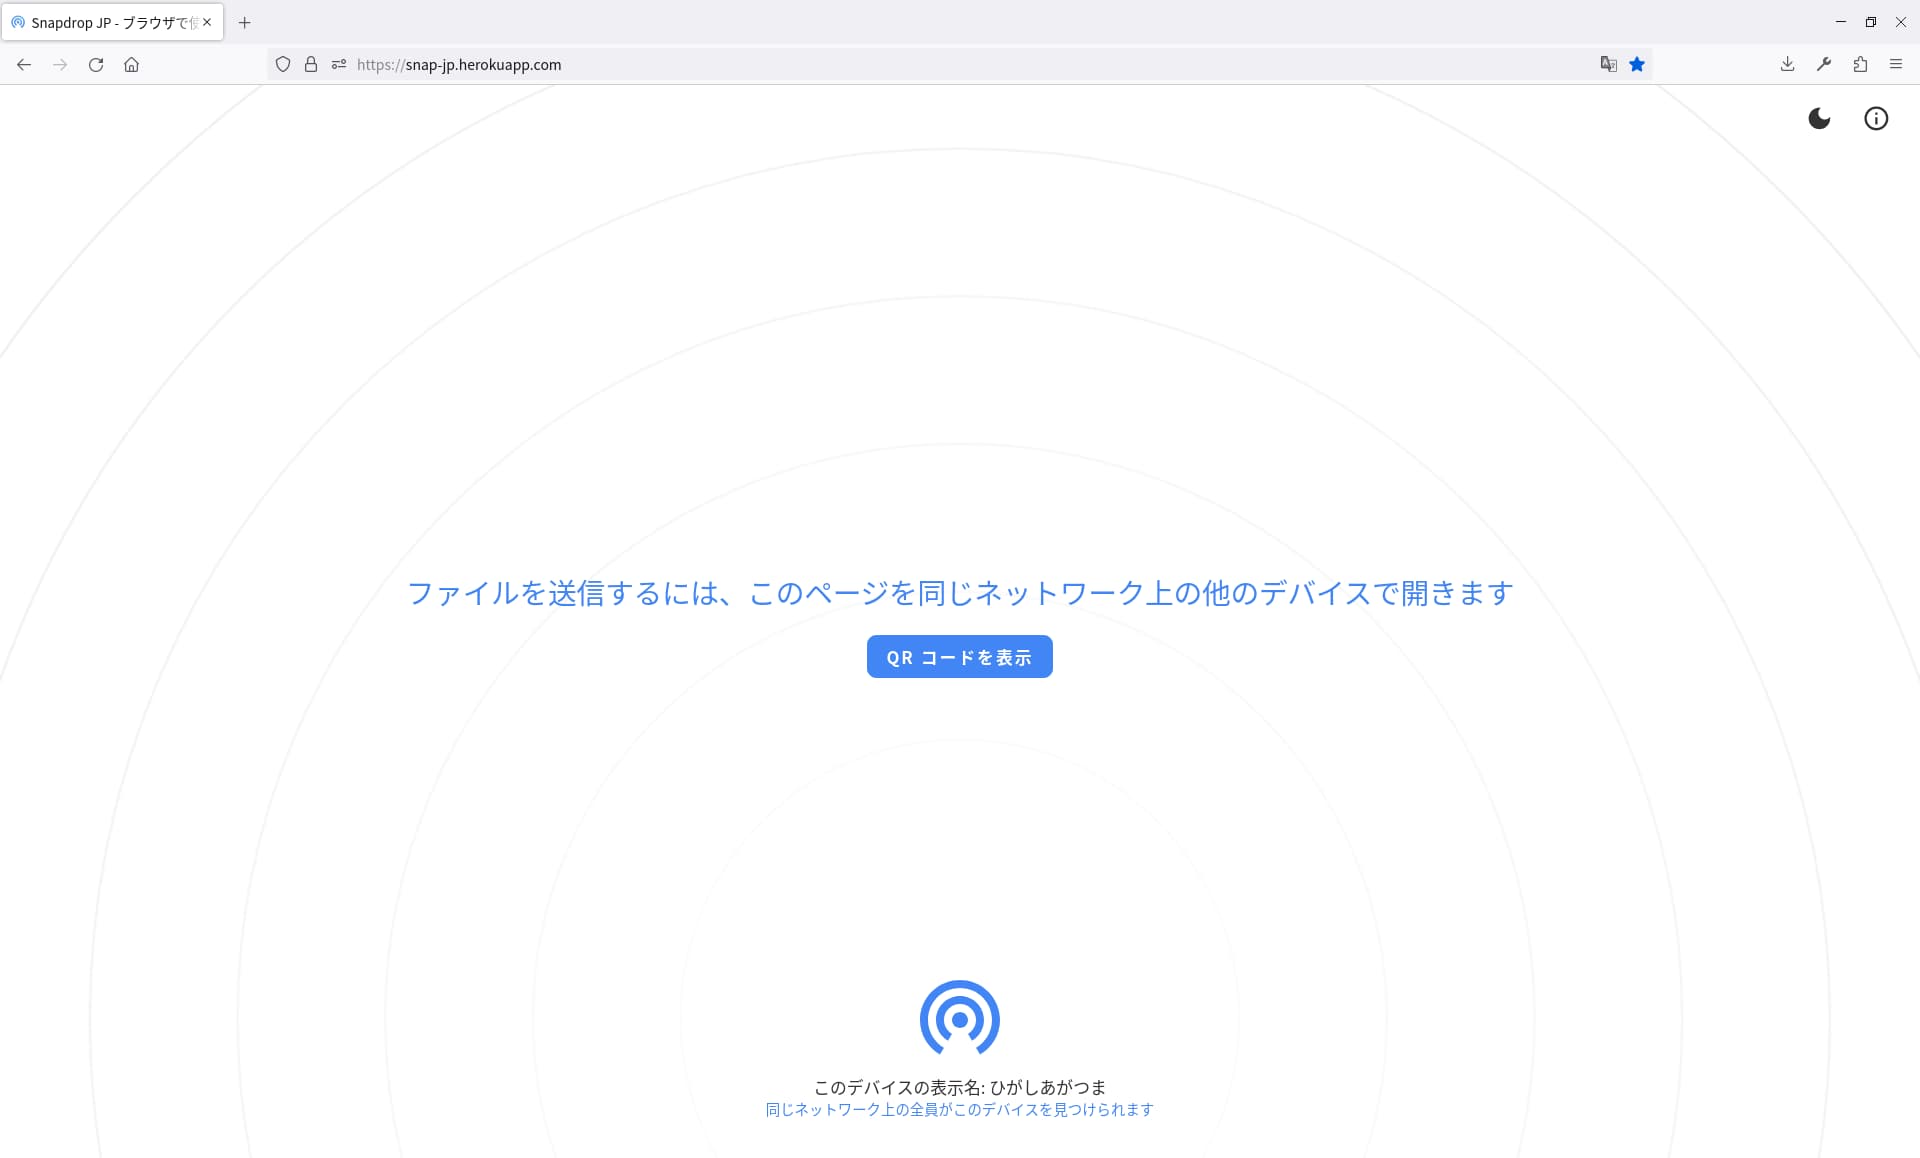 Snapdrop JP - ブラウザで
https://snap-jp.herokuapp.com
ファイルを送信するには、このページを同じネットワーク上の他のデバイスで開きます
QR コードを表示
このデバイスの表示名: ひがしあがつま
同じネットワーク上の全員がこのデバイスを見つけられます